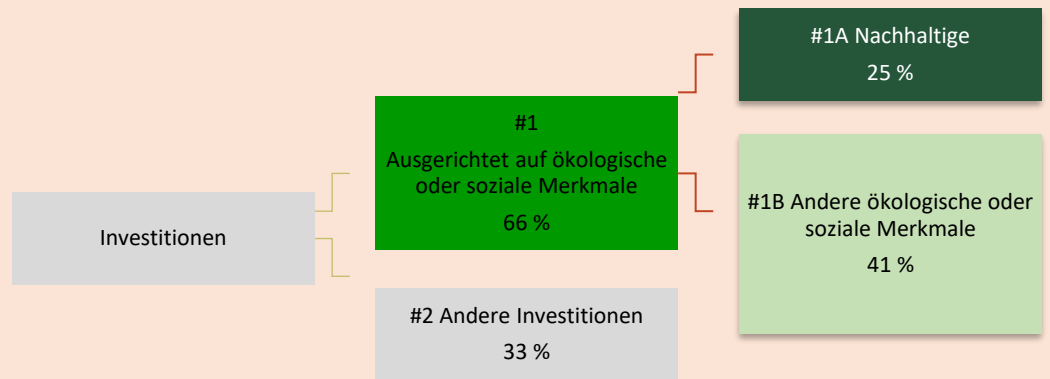 Investitionen
#1
Ausgerichtet auf ökologische
oder soziale Merkmale
66 %
#2 Andere Investitionen
33 %
#1A Nachhaltige
25 %
#1B Andere ökologische oder
soziale Merkmale
41 %